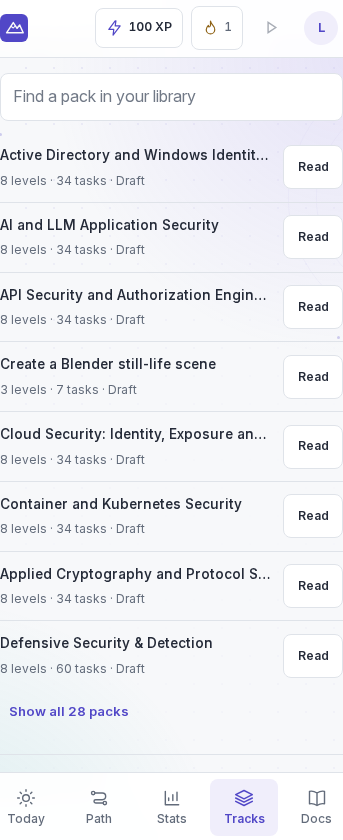 100 XP
1
L
Find a pack in your library
Active Directory and Windows Identit…
8 levels · 34 tasks · Draft
Read
AI and LLM Application Security
8 levels · 34 tasks · Draft
Read
API Security and Authorization Engin…
8 levels · 34 tasks · Draft
Read
Create a Blender still-life scene
3 levels · 7 tasks · Draft
Read
Cloud Security: Identity, Exposure an…
8 levels · 34 tasks · Draft
Read
Container and Kubernetes Security
8 levels · 34 tasks · Draft
Read
Applied Cryptography and Protocol S…
8 levels · 34 tasks · Draft
Read
Defensive Security & Detection
8 levels · 60 tasks · Draft
Read
Show all 28 packs
Today
Path
Stats
Tracks
Docs